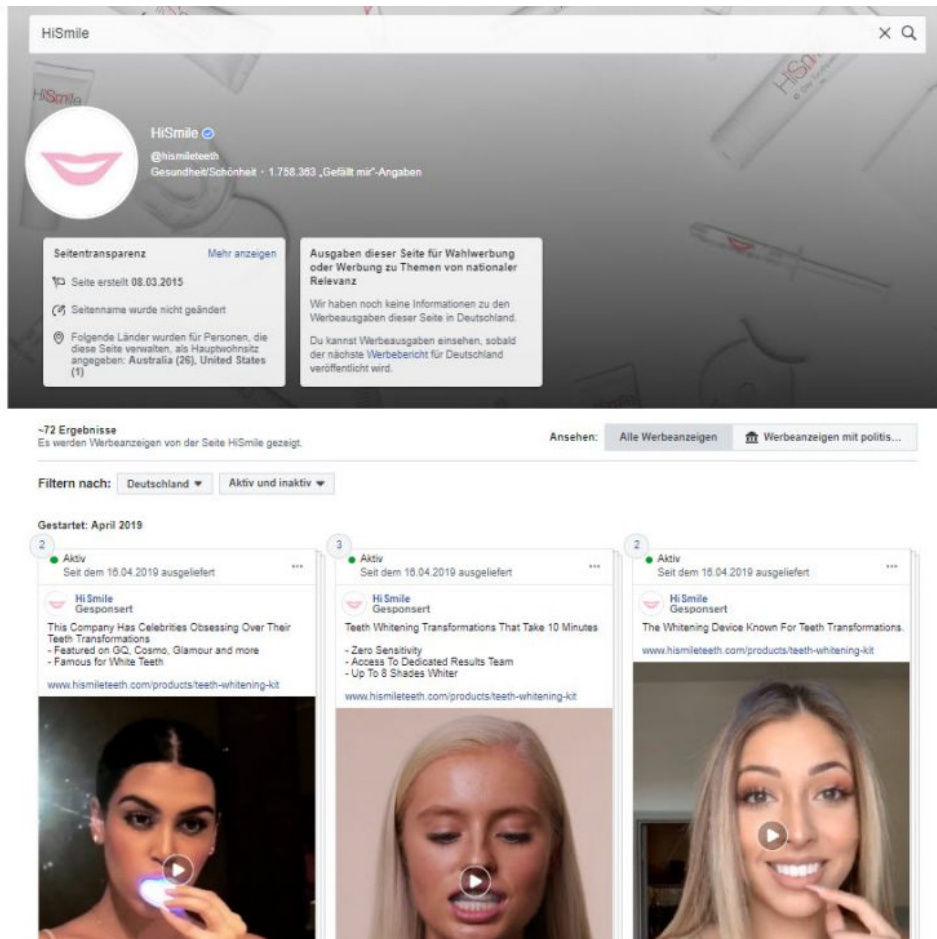 HiSmile
HiSmile
HiSmile
@hismileteeth
Gesundheit/Schönheit · 1.758.363 „Gefällt mir“-Angaben
Seitentransparenz
Mehr anzeigen
Seite erstellt 08.03.2015
Seitenname wurde nicht geändert
Folgende Länder wurden für Personen, die
diese Seite verwalten, als Hauptwohnsitz
angegeben: Australia (26), United States
(1)
Ausgaben dieser Seite für Wahlwerbung
oder Werbung zu Themen von nationaler
Relevanz
Wir haben noch keine Informationen zu den
Werbeausgaben dieser Seite in Deutschland.
Du kannst Werbeausgaben einsehen, sobald
der nächste Werbebericht für Deutschland
veröffentlicht wird.
~72 Ergebnisse
Es werden Werbeanzeigen von der Seite HiSmile gezeigt.
Ansehen:
Alle Werbeanzeigen
Werbeanzeigen mit politis...
Filtern nach:
Deutschland
Aktiv und inaktiv
Gestartet: April 2019
2
Aktiv
Seit dem 16.04.2019 ausgeliefert
HiSmile
Gesponsert
This Company Has Celebrities Obsessing Over Their
Teeth Transformations
- Featured on GQ, Cosmo, Glamour and more
- Famous for White Teeth
www.hismileteeth.com/products/teeth-whitening-kit
3
Aktiv
Seit dem 16.04.2019 ausgeliefert
HiSmile
Gesponsert
Teeth Whitening Transformations That Take 10 Minutes
- Zero Sensitivity
- Access To Dedicated Results Team
- Up To 8 Shades Whiter
www.hismileteeth.com/products/teeth-whitening-kit
2
Aktiv
Seit dem 16.04.2019 ausgeliefert
HiSmile
Gesponsert
The Whitening Device Known For Teeth Transformations.
www.hismileteeth.com/products/teeth-whitening-kit